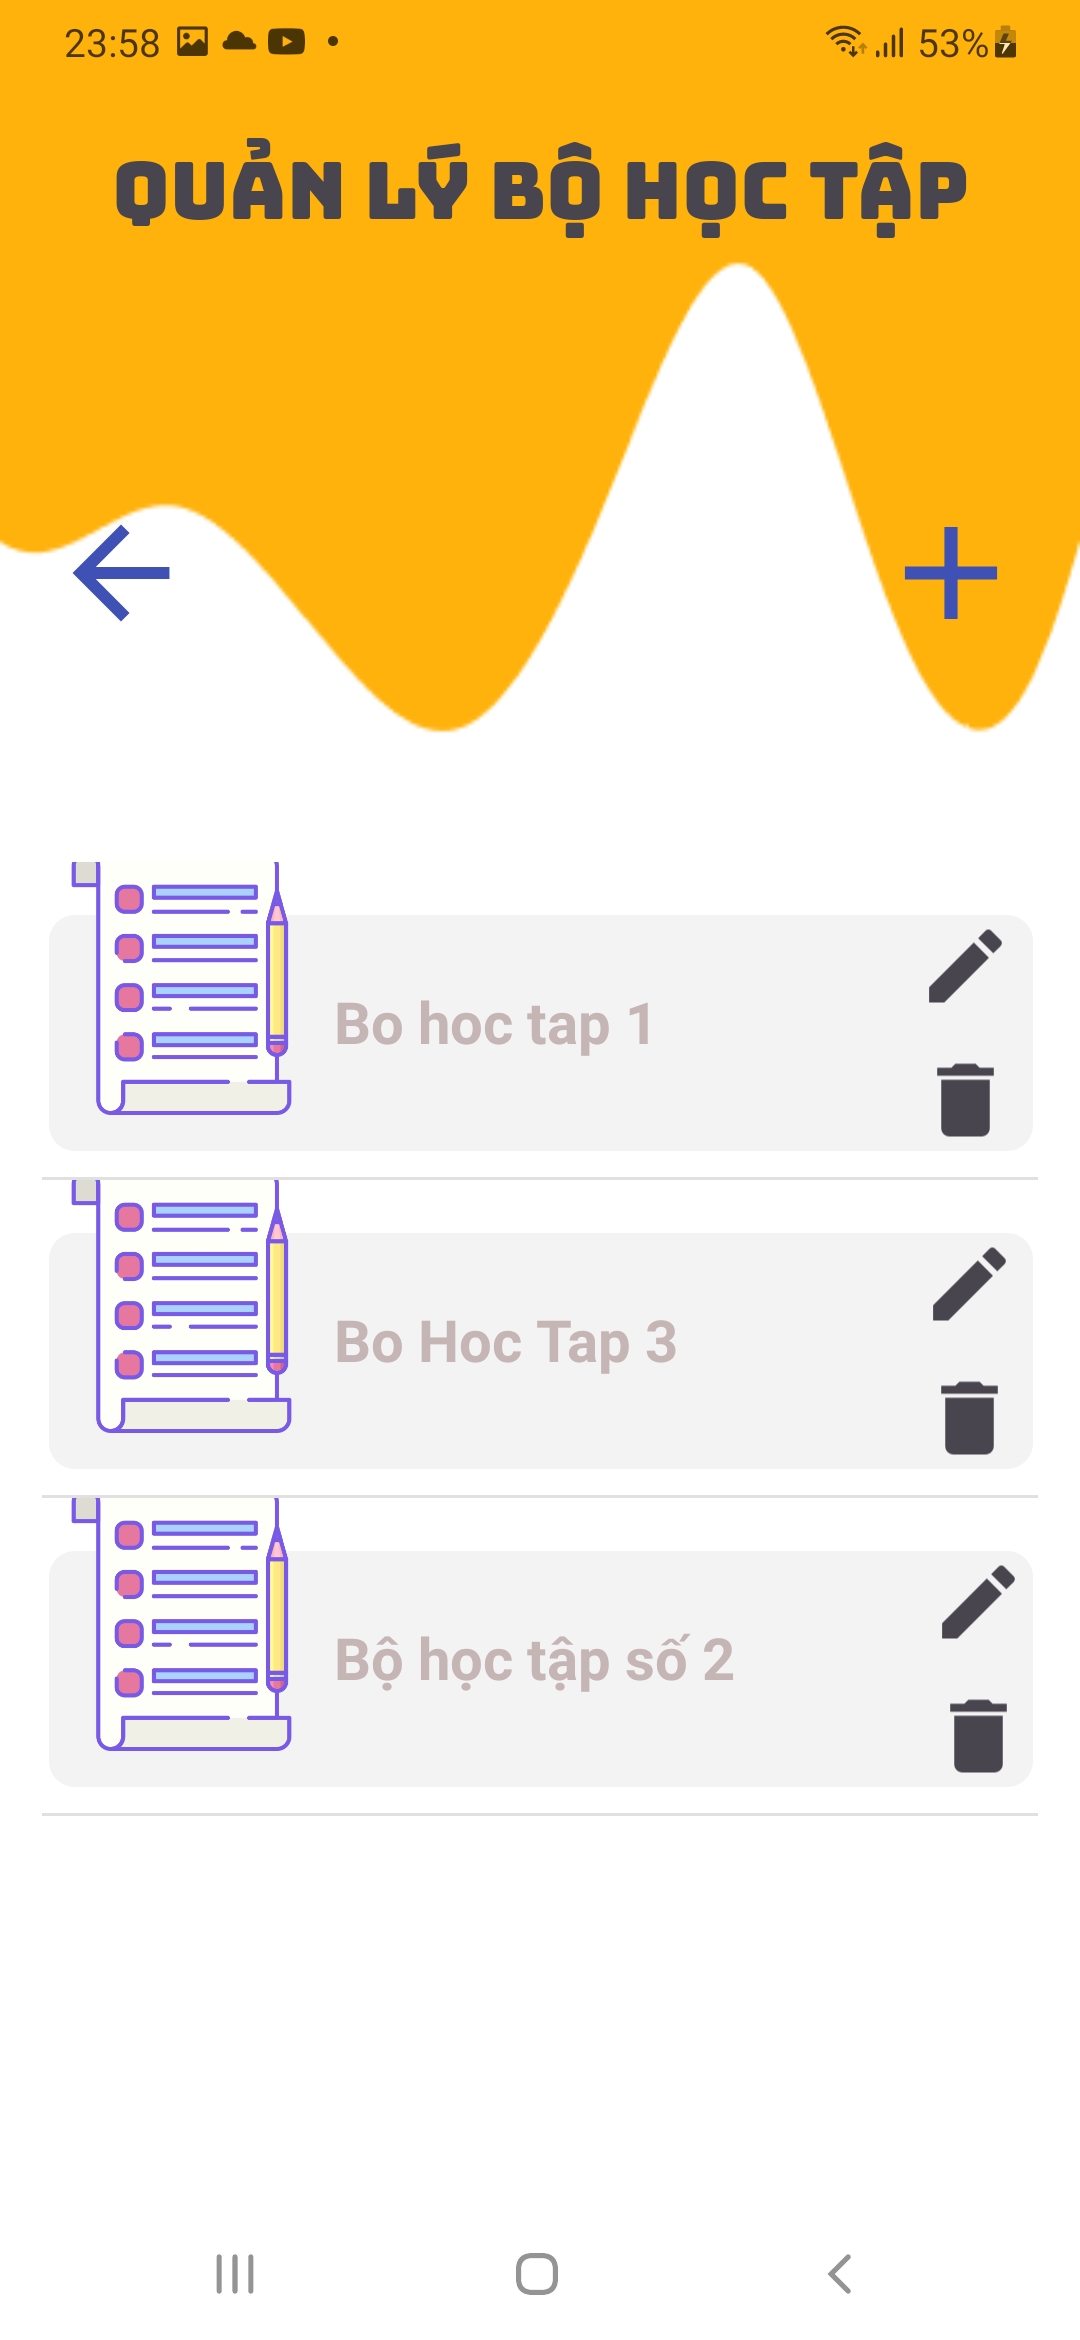 23:58 53%
QUẢN LÝ BỘ HỌC TẬP
Bo hoc tap 1
Bo Hoc Tap 3
Bộ học tập số 2